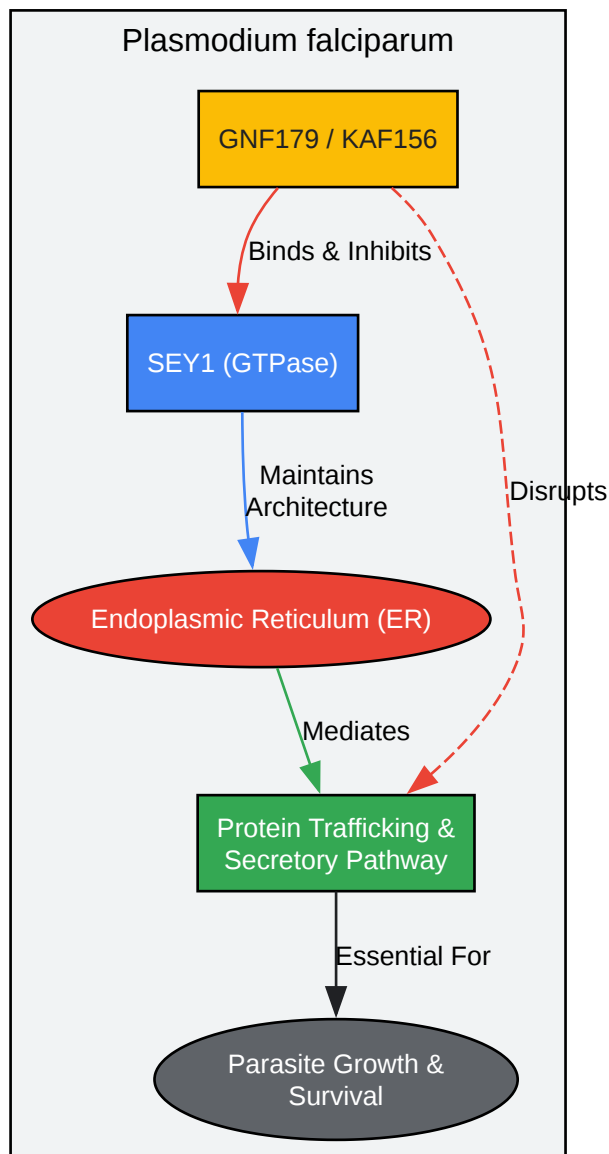 Plasmodium falciparum
GNF179 / KAF156
Binds & Inhibits
SEY1 (GTPase)
Maintains
Architecture
Disrupts
Endoplasmic Reticulum (ER)
Mediates
Protein Trafficking &
Secretory Pathway
Essential For
Parasite Growth &
Survival